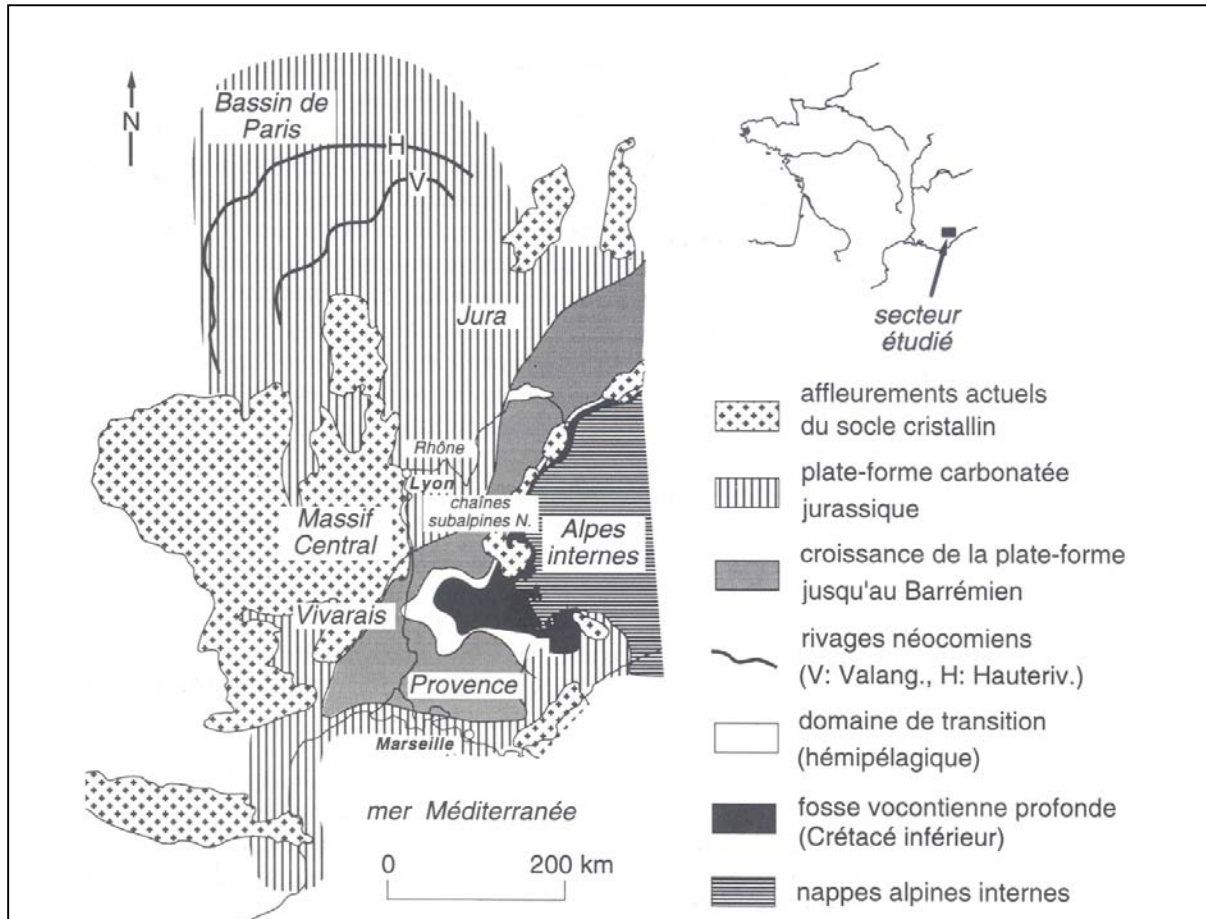 N
Bassin de
Paris
H
V
Jura
Rhône
Lyon
chaînes
subalpines N.
Massif
Central
Alpes
internes
Vivarais
Provence
Marseille
mer Méditerranée
0
200 km
secteur
étudié
affleurements actuels
du socle cristallin
plate-forme carbonatée
jurassique
croissance de la plate-forme
jusqu'au Barrémien
rivages néocomiens
(V: Valang., H: Hauteriv.)
domaine de transition
(hémipélagique)
fosse vocontienne profonde
(Crétacé inférieur)
nappes alpines internes